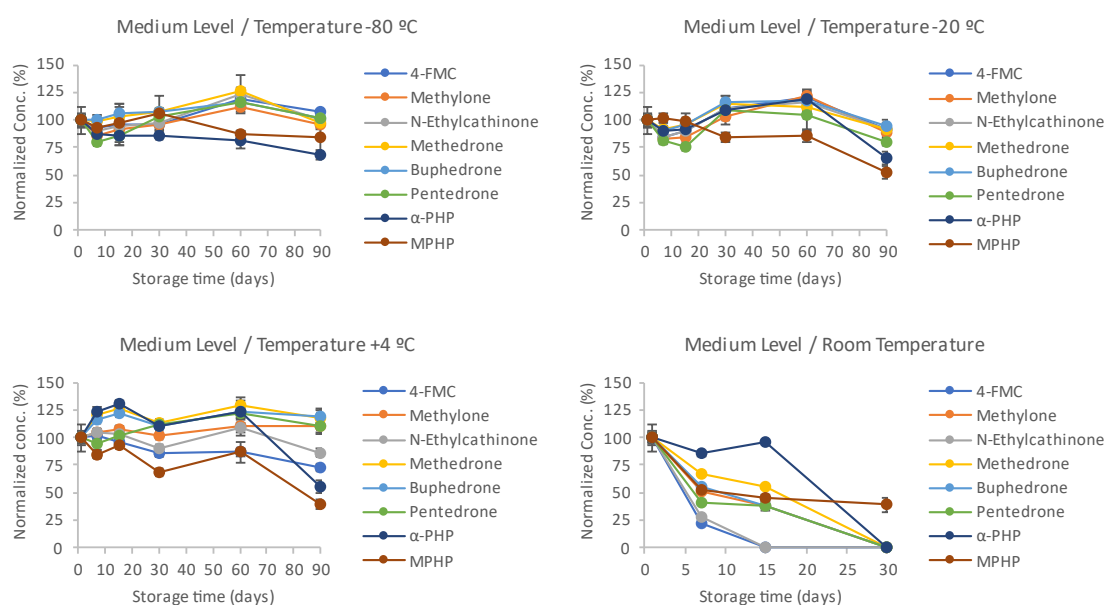 Medium Level / Temperature -80 ºC
Normalized Conc. (%)
150
125
100
75
50
25
0
0 10 20 30 40 50 60 70 80 90
Storage time (days)
4-FMC
Methylone
N-Ethylcathinone
Methedrone
Buphedrone
Pentedrone
α-PHP
MPHP
Medium Level / Temperature -20 ºC
Normalized Conc. (%)
150
125
100
75
50
25
0
0 10 20 30 40 50 60 70 80 90
Storage time (days)
4-FMC
Methylone
N-Ethylcathinone
Methedrone
Buphedrone
Pentedrone
α-PHP
MPHP
Medium Level / Temperature +4 ºC
Normalized Conc. (%)
150
125
100
75
50
25
0
0 10 20 30 40 50 60 70 80 90
Storage time (days)
4-FMC
Methylone
N-Ethylcathinone
Methedrone
Buphedrone
Pentedrone
α-PHP
MPHP
Medium Level / Room Temperature
Normalized Conc. (%)
150
125
100
75
50
25
0
0 5 10 15 20 25 30
Storage time (days)
4-FMC
Methylone
N-Ethylcathinone
Methedrone
Buphedrone
Pentedrone
α-PHP
MPHP